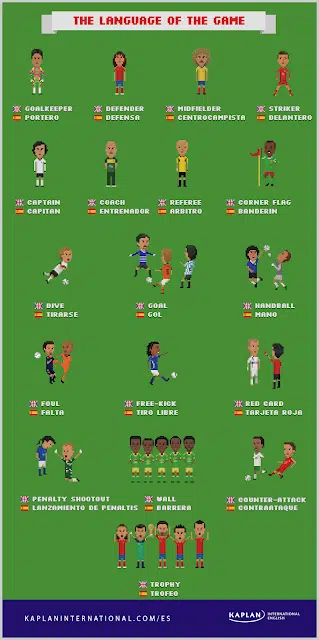 THE LANGUAGE OF THE GAME
GOALKEEPER
PORTERO
DEFENDER
DEFENSA
MIDFIELDER
CENTROCAMPISTA
STRIKER
DELANTERO
CAPTAIN
CAPITAN
COACH
ENTRENADOR
REFEREE
ARBITRO
CORNER FLAG
BANDERIN
DIVE
TIRARSE
GOAL
GOL
HANDBALL
MANO
FOUL
FALTA
FREE-KICK
TIRO LIBRE
RED CARD
TARJETA ROJA
PENALTY SHOOTOUT
LANZAMIENTO DE PENALTIS
WALL
BARRERA
COUNTER-ATTACK
CONTRAATAQUE
TROPHY
TROFEO
KAPLANINTERNATIONAL.COM/ES
KAPLAN
INTERNATIONAL
ENGLISH